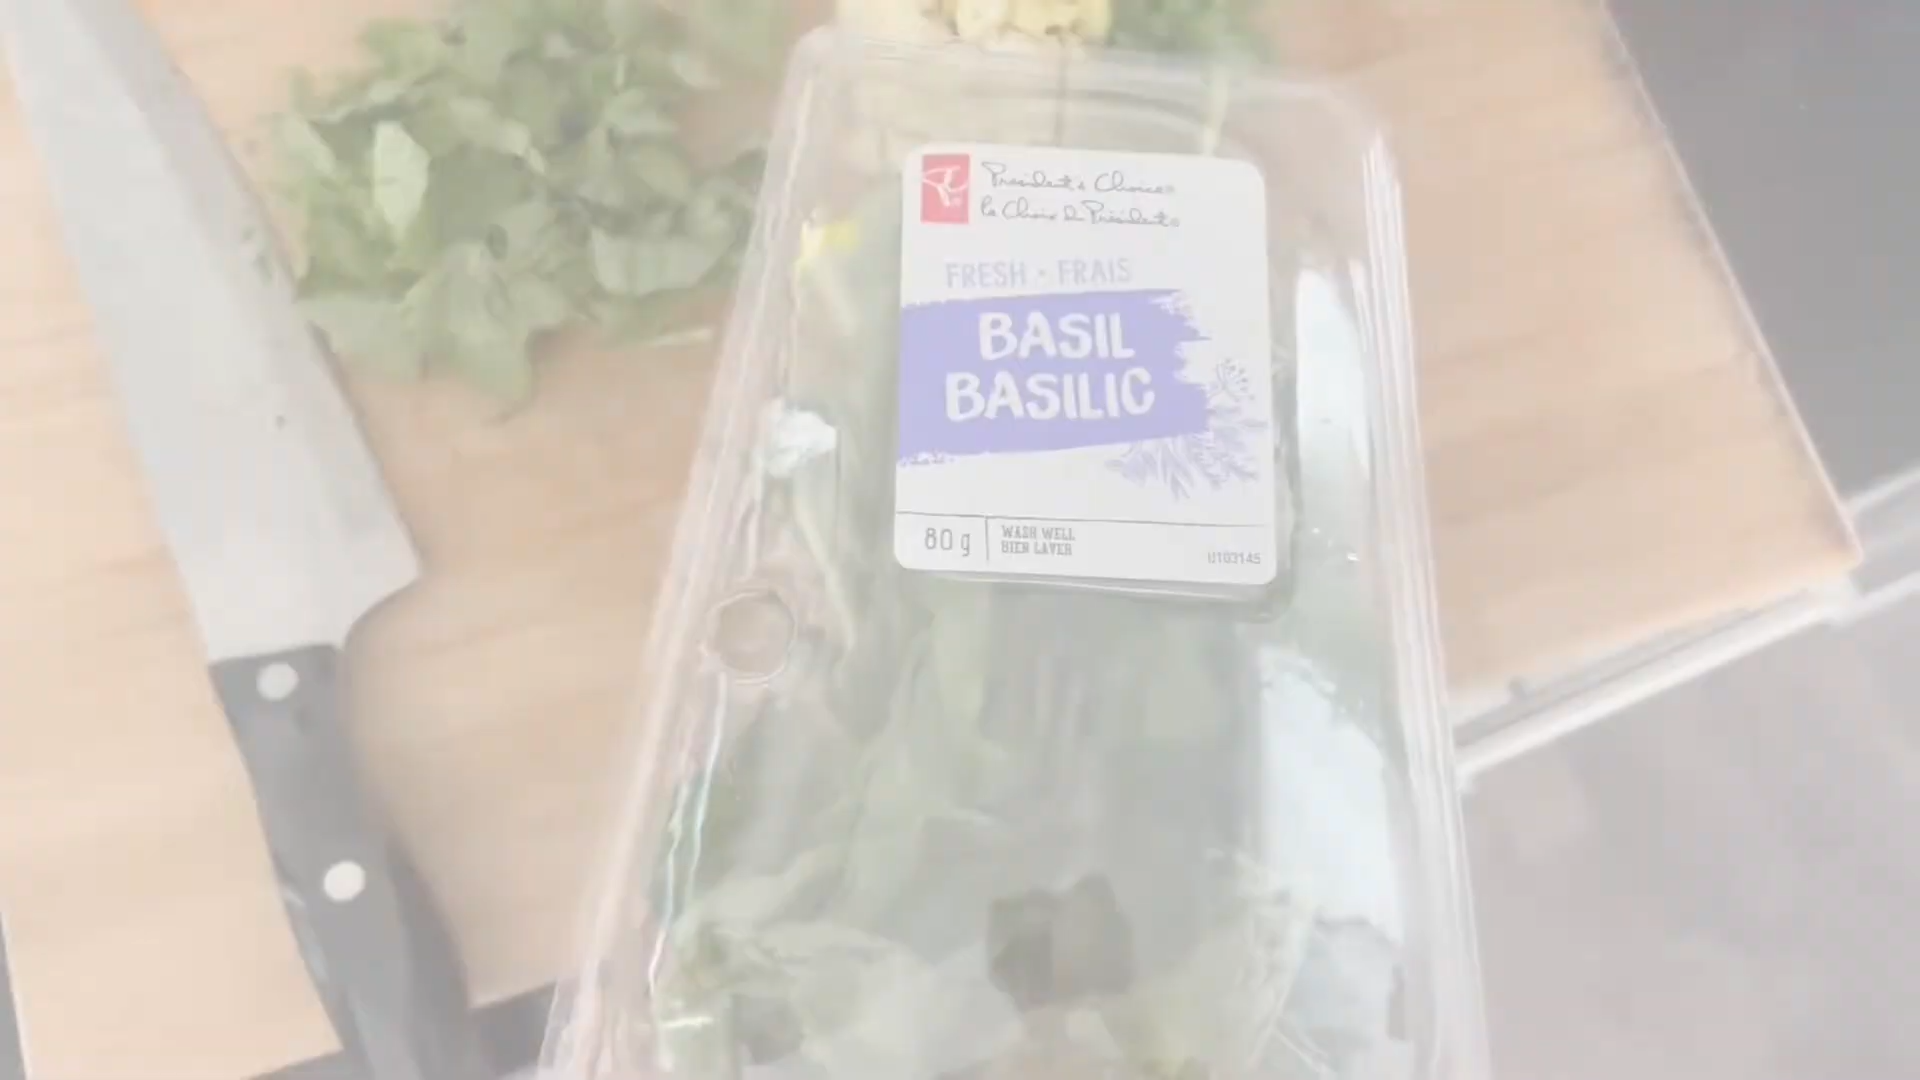 President's Choice®
le Choix du Président®
FRESH - FRAIS
BASIL
BASILIC
80 g
WASH WELL
BIEN LAVER
U103145